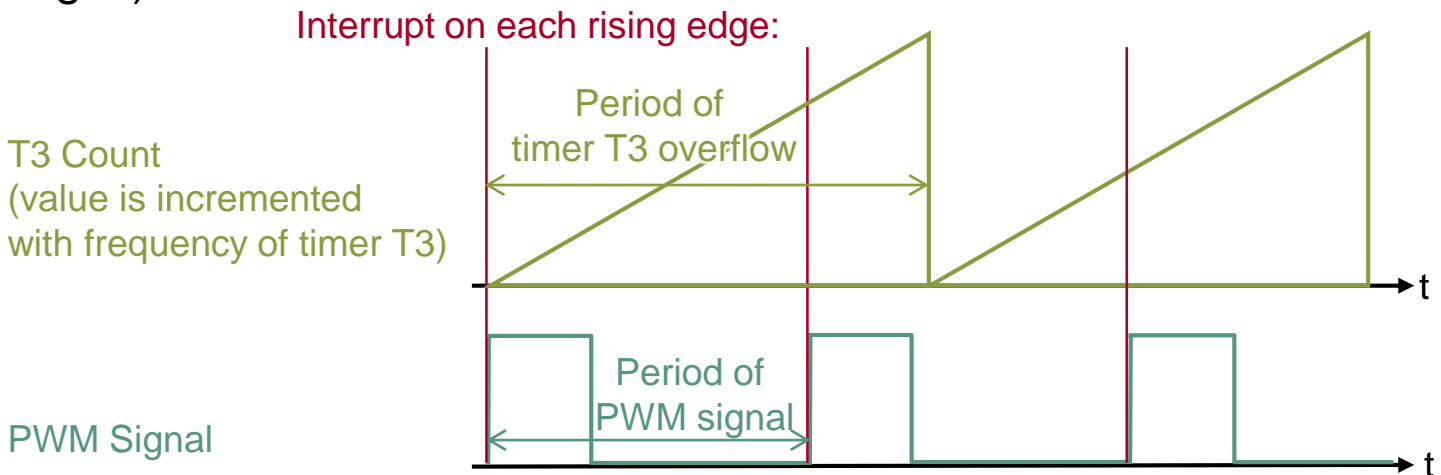 Interrupt on each rising edge:
Period of
timer T3 overflow
T3 Count
(value is incremented
with frequency of timer T3)
t
Period of
PWM signal
PWM Signal
t